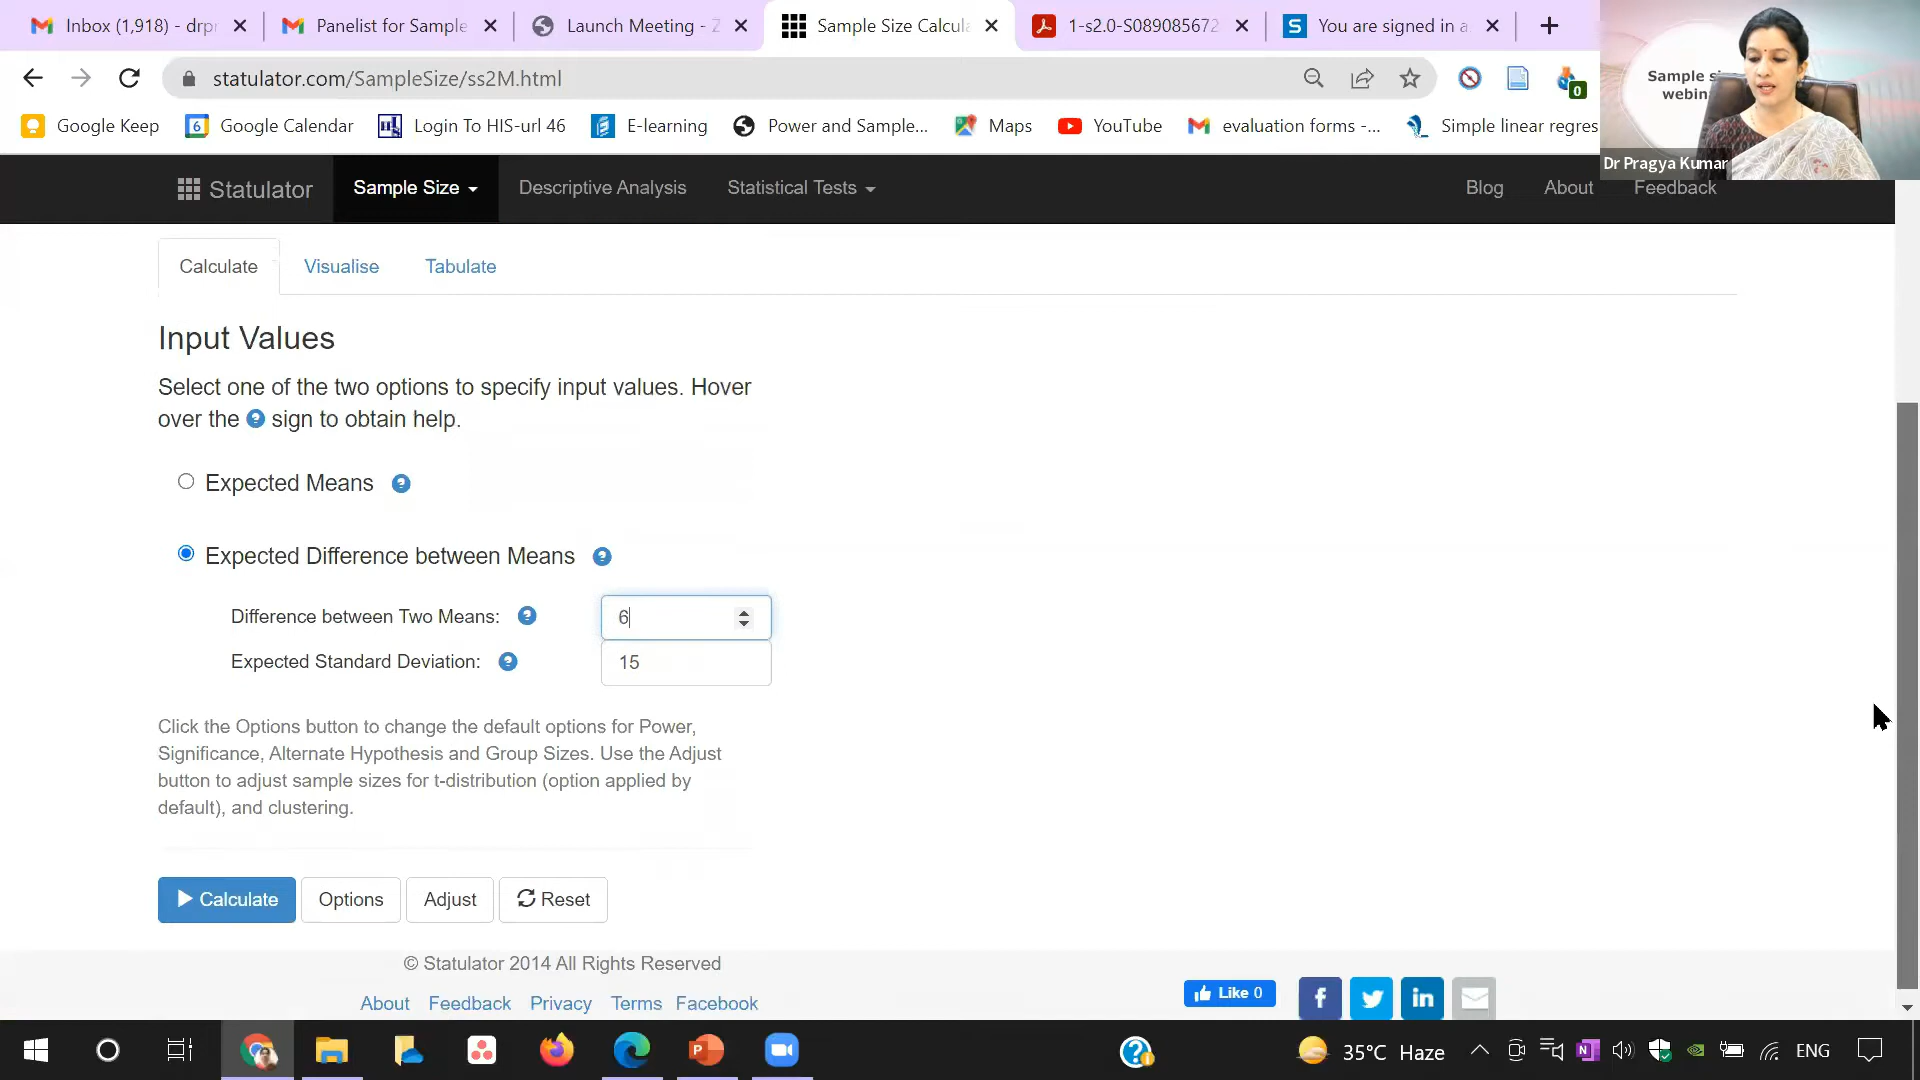 Inbox (1,918) - drpr
Panelist for Sample
Launch Meeting - Z
Sample Size Calcula
1-s2.0-S089085672
You are signed in a
statulator.com/SampleSize/ss2M.html
0
Google Keep
6
Google Calendar
Login To HIS-url 46
E-learning
Power and Sample...
Maps
YouTube
evaluation forms -...
Simple linear regres
Sample
webin
Dr Pragya Kumar
Statulator
Sample Size
Descriptive Analysis
Statistical Tests
Blog
About
Feedback
Calculate
Visualise
Tabulate
Input Values
Select one of the two options to specify input values. Hover
over the ? sign to obtain help.
Expected Means ?
Expected Difference between Means ?
Difference between Two Means: ? 6
Expected Standard Deviation: ? 15
Click the Options button to change the default options for Power,
Significance, Alternate Hypothesis and Group Sizes. Use the Adjust
button to adjust sample sizes for t-distribution (option applied by
default), and clustering.
Calculate
Options
Adjust
Reset
© Statulator 2014 All Rights Reserved
About Feedback Privacy Terms Facebook
Like 0
35°C Haze
ENG